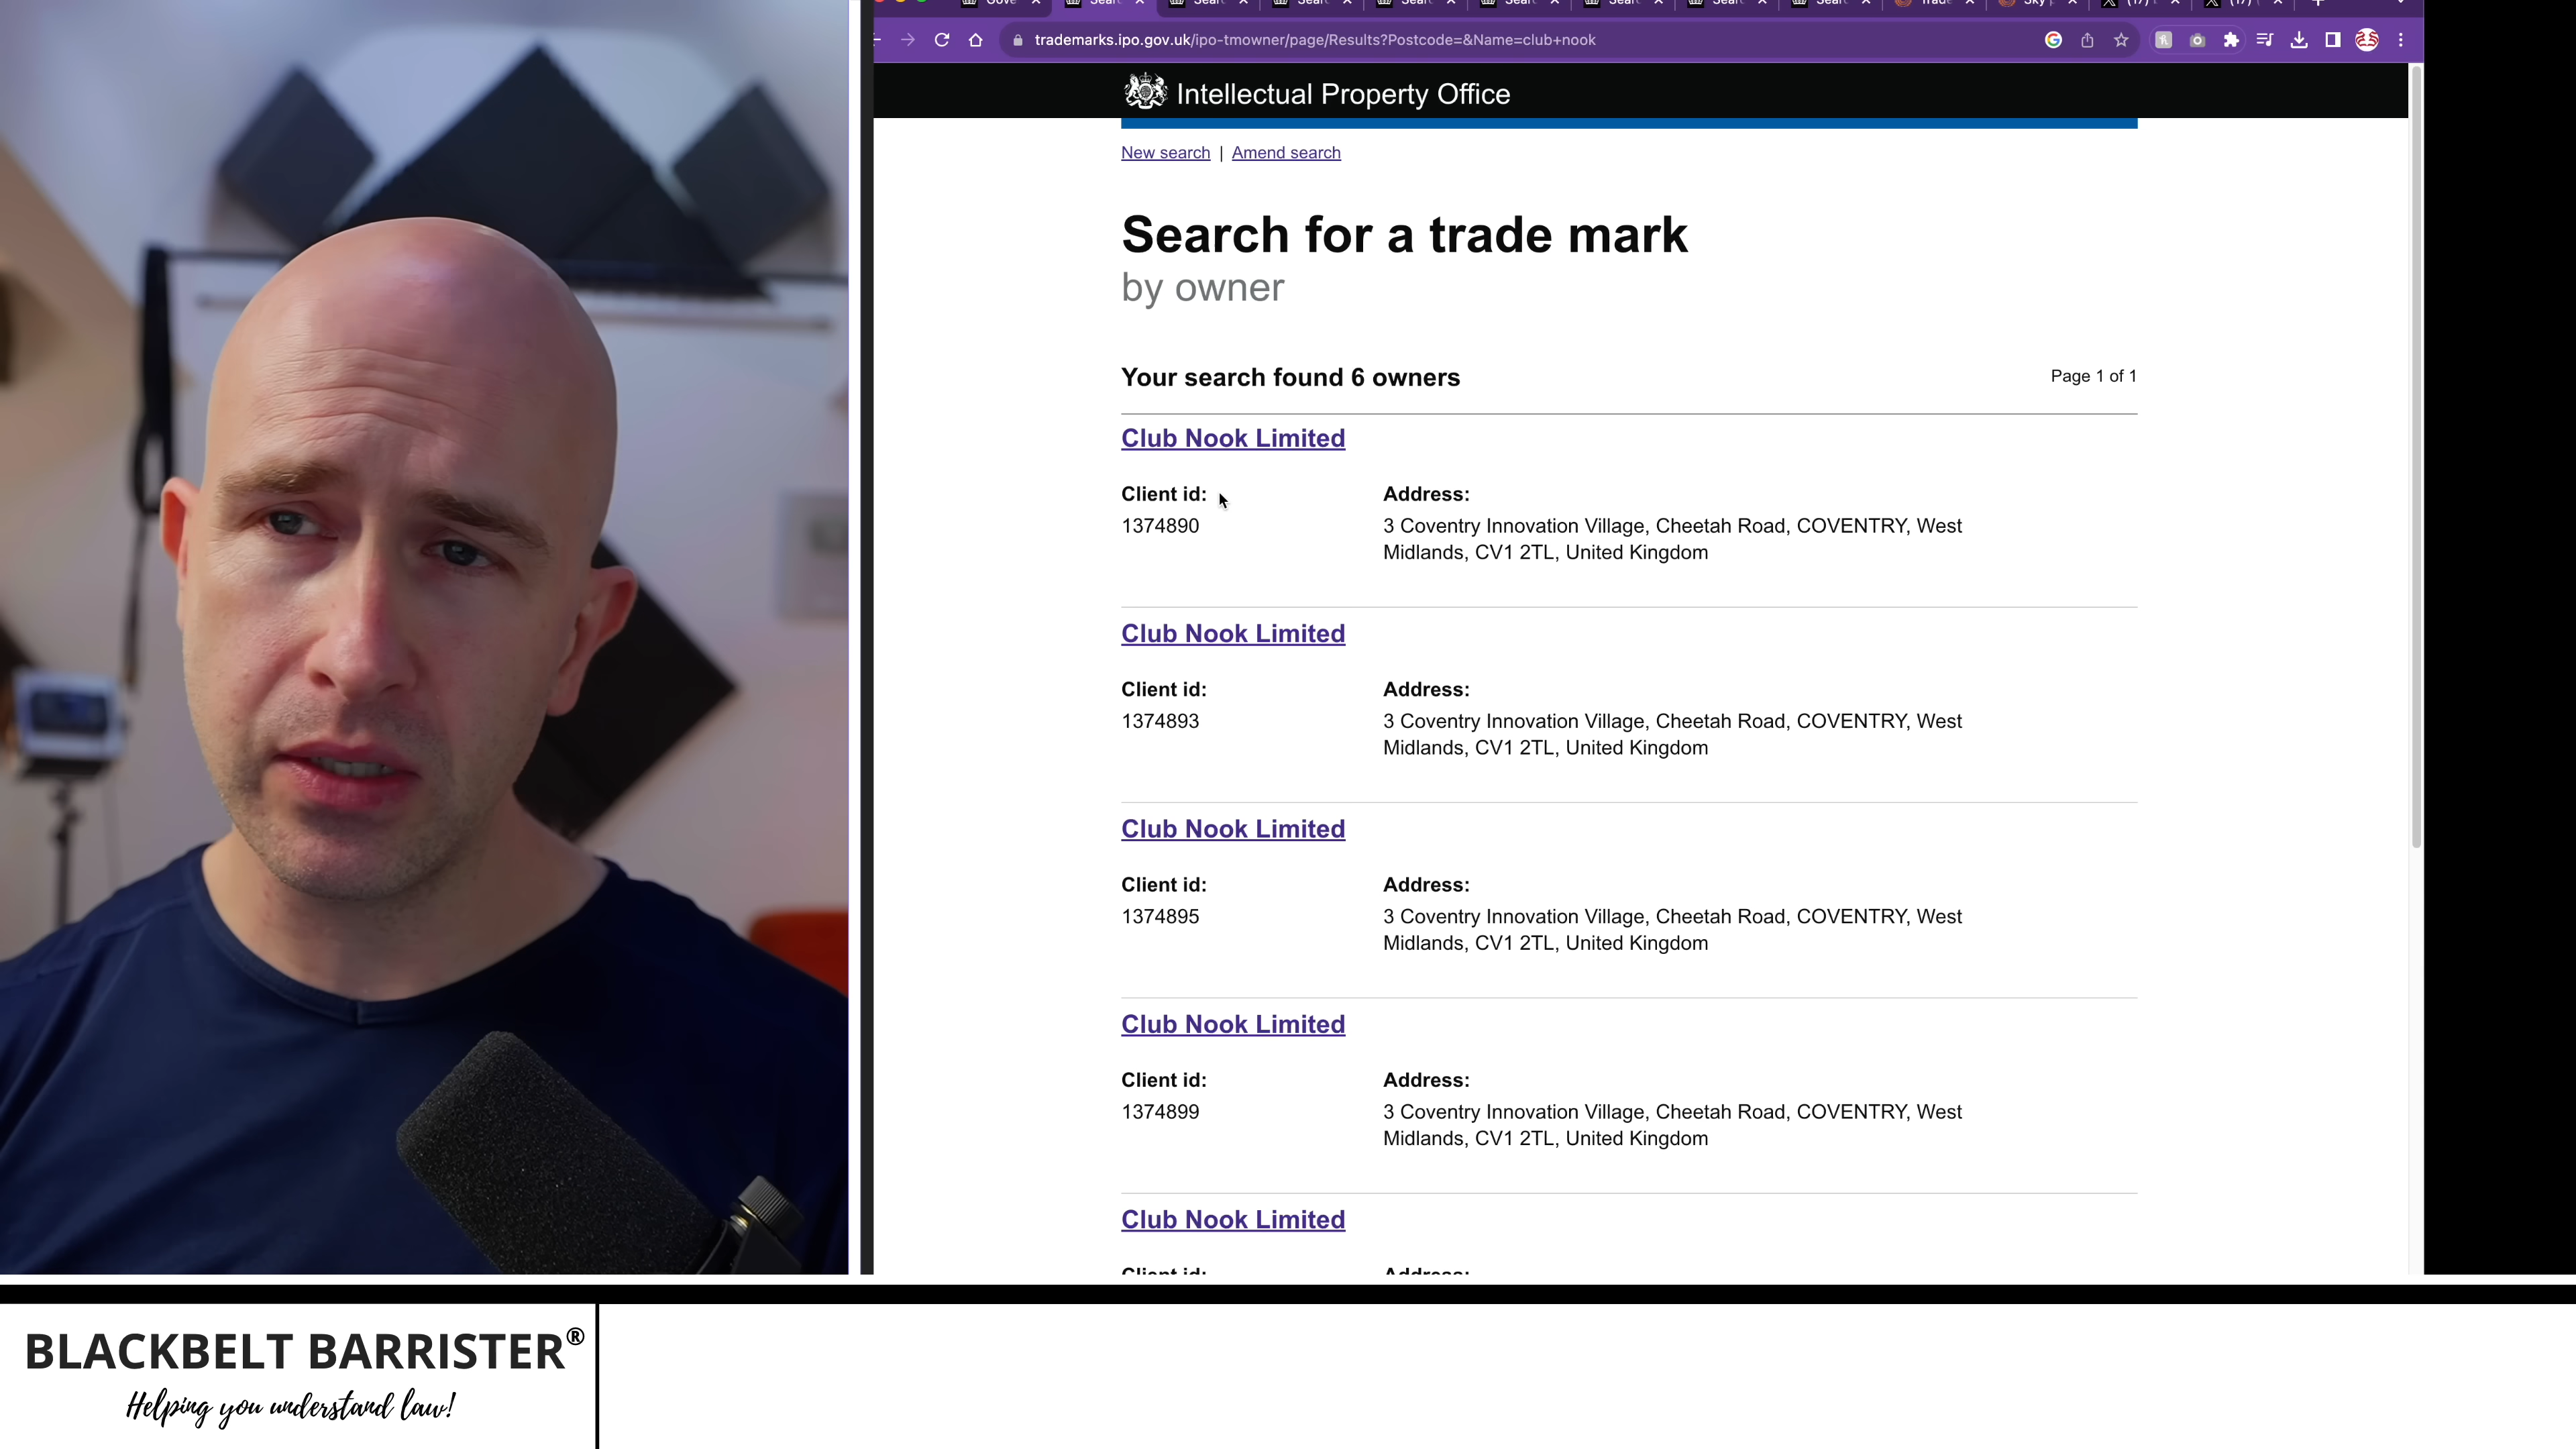 trademarks.ipo.gov.uk/ipo-tmowner/page/Results?Postcode=&Name=club+nook
Intellectual Property Office
New search | Amend search
Search for a trade mark
by owner
Your search found 6 owners
Page 1 of 1
Club Nook Limited
Client id:
Address:
1374890
3 Coventry Innovation Village, Cheetah Road, COVENTRY, West
Midlands, CV1 2TL, United Kingdom
Club Nook Limited
Client id:
Address:
1374893
3 Coventry Innovation Village, Cheetah Road, COVENTRY, West
Midlands, CV1 2TL, United Kingdom
Club Nook Limited
Client id:
Address:
1374895
3 Coventry Innovation Village, Cheetah Road, COVENTRY, West
Midlands, CV1 2TL, United Kingdom
Club Nook Limited
Client id:
Address:
1374899
3 Coventry Innovation Village, Cheetah Road, COVENTRY, West
Midlands, CV1 2TL, United Kingdom
Club Nook Limited
Client id:
Address:
BLACKBELT BARRISTER®
Helping you understand law!